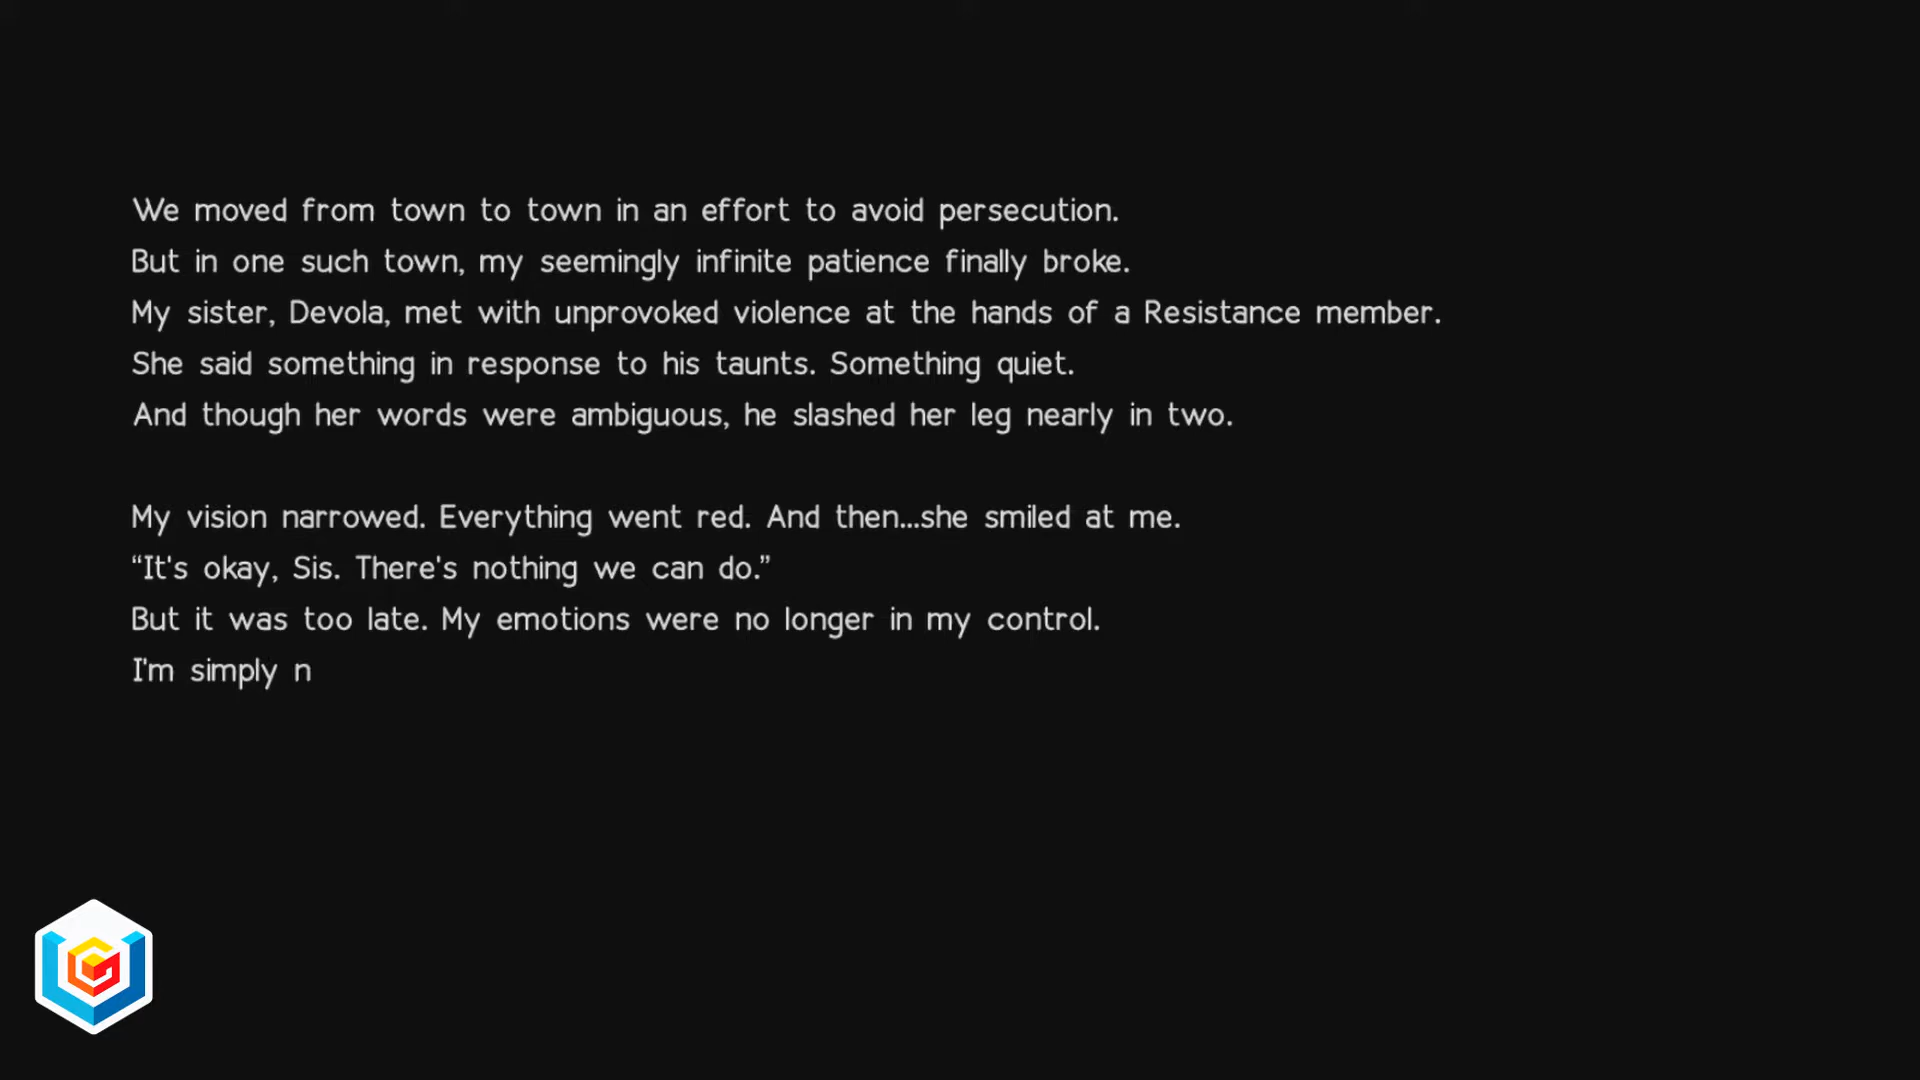 We moved from town to town in an effort to avoid persecution.
But in one such town, my seemingly infinite patience finally broke.
My sister, Devola, met with unprovoked violence at the hands of a Resistance member.
She said something in response to his taunts. Something quiet.
And though her words were ambiguous, he slashed her leg nearly in two.
My vision narrowed. Everything went red. And then...she smiled at me.
“It's okay, Sis. There's nothing we can do.”
But it was too late. My emotions were no longer in my control.
I'm simply n